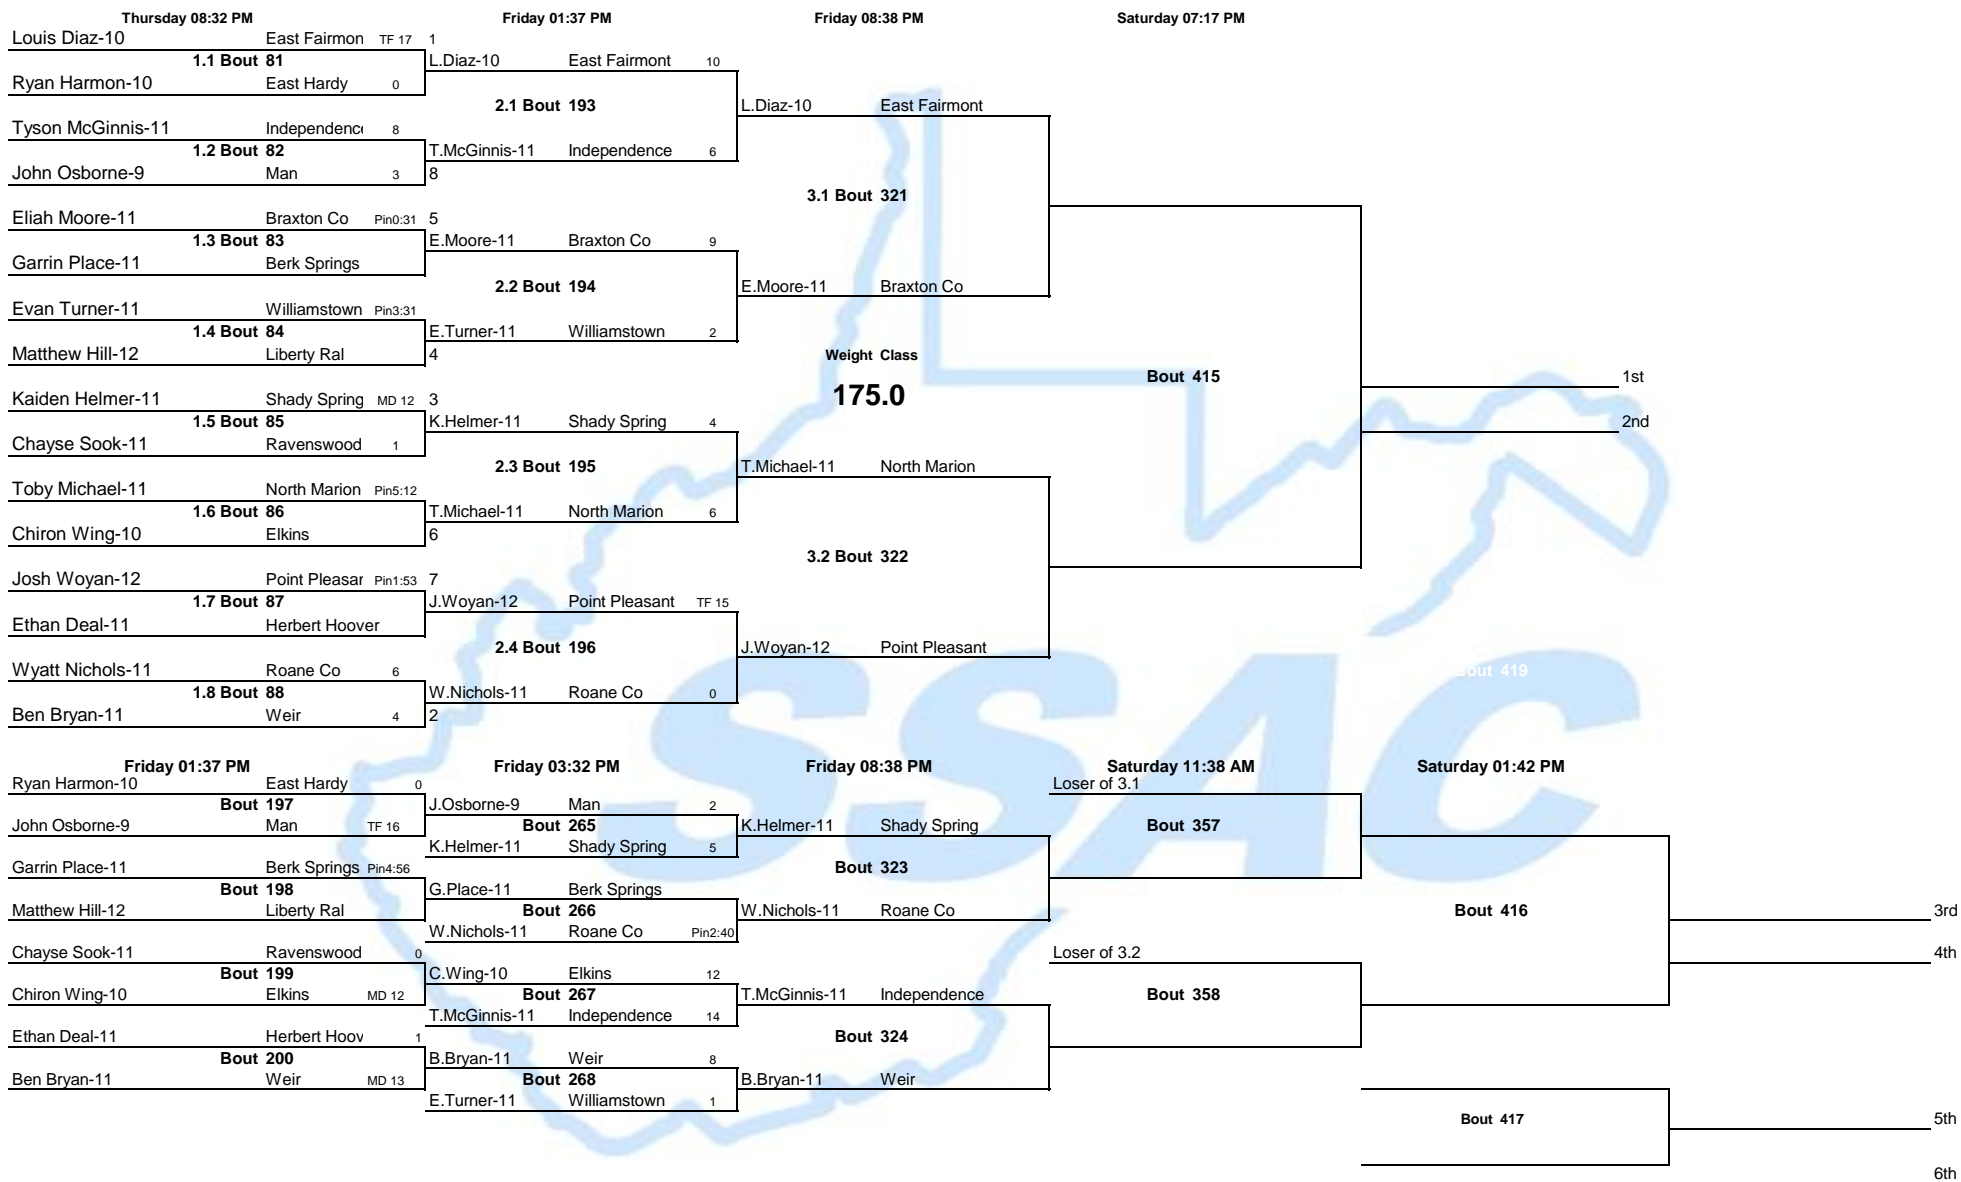 Thursday 08:32 PM Friday 01:37 PM Friday 08:38 PM Saturday 07:17 PM
Louis Diaz-10 East Fairmon TF 17 1
1.1 Bout 81 L.Diaz-10 East Fairmont 10
Ryan Harmon-10 East Hardy 0
2.1 Bout 193 L.Diaz-10 East Fairmont
Tyson McGinnis-11 Independence 8
1.2 Bout 82 T.McGinnis-11 Independence 6
John Osborne-9 Man 3 8
3.1 Bout 321
Eliah Moore-11 Braxton Co Pin0:31 5
1.3 Bout 83 E.Moore-11 Braxton Co 9
Garrin Place-11 Berk Springs
2.2 Bout 194 E.Moore-11 Braxton Co
Evan Turner-11 Williamstown Pin3:31
1.4 Bout 84 E.Turner-11 Williamstown 2
Matthew Hill-12 Liberty Ral 4 Weight Class
Bout 415 1st
Kaiden Helmer-11 Shady Spring MD 12 3 175.0
1.5 Bout 85 K.Helmer-11 Shady Spring 4 2nd
Chayse Sook-11 Ravenswood 1
2.3 Bout 195 T.Michael-11 North Marion
Toby Michael-11 North Marion Pin5:12
1.6 Bout 86 T.Michael-11 North Marion 6
Chiron Wing-10 Elkins 6
3.2 Bout 322
Josh Woyan-12 Point Pleasar Pin1:53 7
1.7 Bout 87 J.Woyan-12 Point Pleasant TF 15
Ethan Deal-11 Herbert Hoover
2.4 Bout 196 J.Woyan-12 Point Pleasant
Wyatt Nichols-11 Roane Co 6 Bout 419
1.8 Bout 88 W.Nichols-11 Roane Co 0
Ben Bryan-11 Weir 4 2
SSAC
Friday 01:37 PM Friday 03:32 PM Friday 08:38 PM Saturday 11:38 AM Saturday 01:42 PM
Ryan Harmon-10 East Hardy 0 Loser of 3.1
Bout 197 J.Osborne-9 Man 2
John Osborne-9 Man TF 16 Bout 265 K.Helmer-11 Shady Spring Bout 357
K.Helmer-11 Shady Spring 5
Garrin Place-11 Berk Springs Pin4:56 Bout 323
Bout 198 G.Place-11 Berk Springs
Matthew Hill-12 Liberty Ral Bout 266 W.Nichols-11 Roane Co Bout 416 3rd
W.Nichols-11 Roane Co Pin2:40
Chayse Sook-11 Ravenswood 0 Loser of 3.2 4th
Bout 199 C.Wing-10 Elkins 12
Chiron Wing-10 Elkins MD 12 Bout 267 T.McGinnis-11 Independence Bout 358
T.McGinnis-11 Independence 14
Ethan Deal-11 Herbert Hoov 1 Bout 324
Bout 200 B.Bryan-11 Weir 8
Ben Bryan-11 Weir MD 13 Bout 268 B.Bryan-11 Weir
E.Turner-11 Williamstown 1
Bout 417 5th
6th